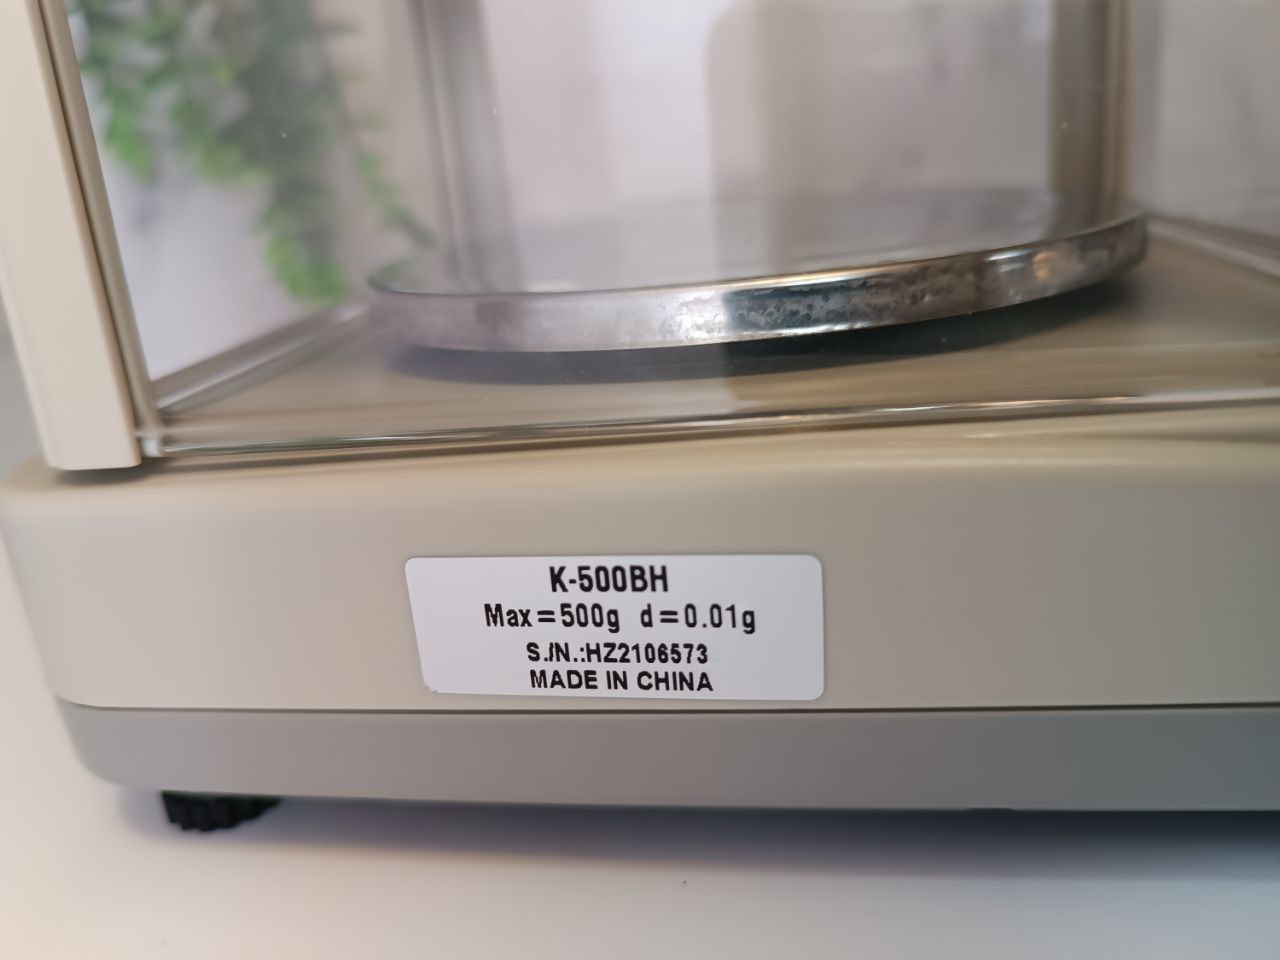 K-500BH
Max=500g d=0.01g
S./N.:HZ2106573
MADE IN CHINA